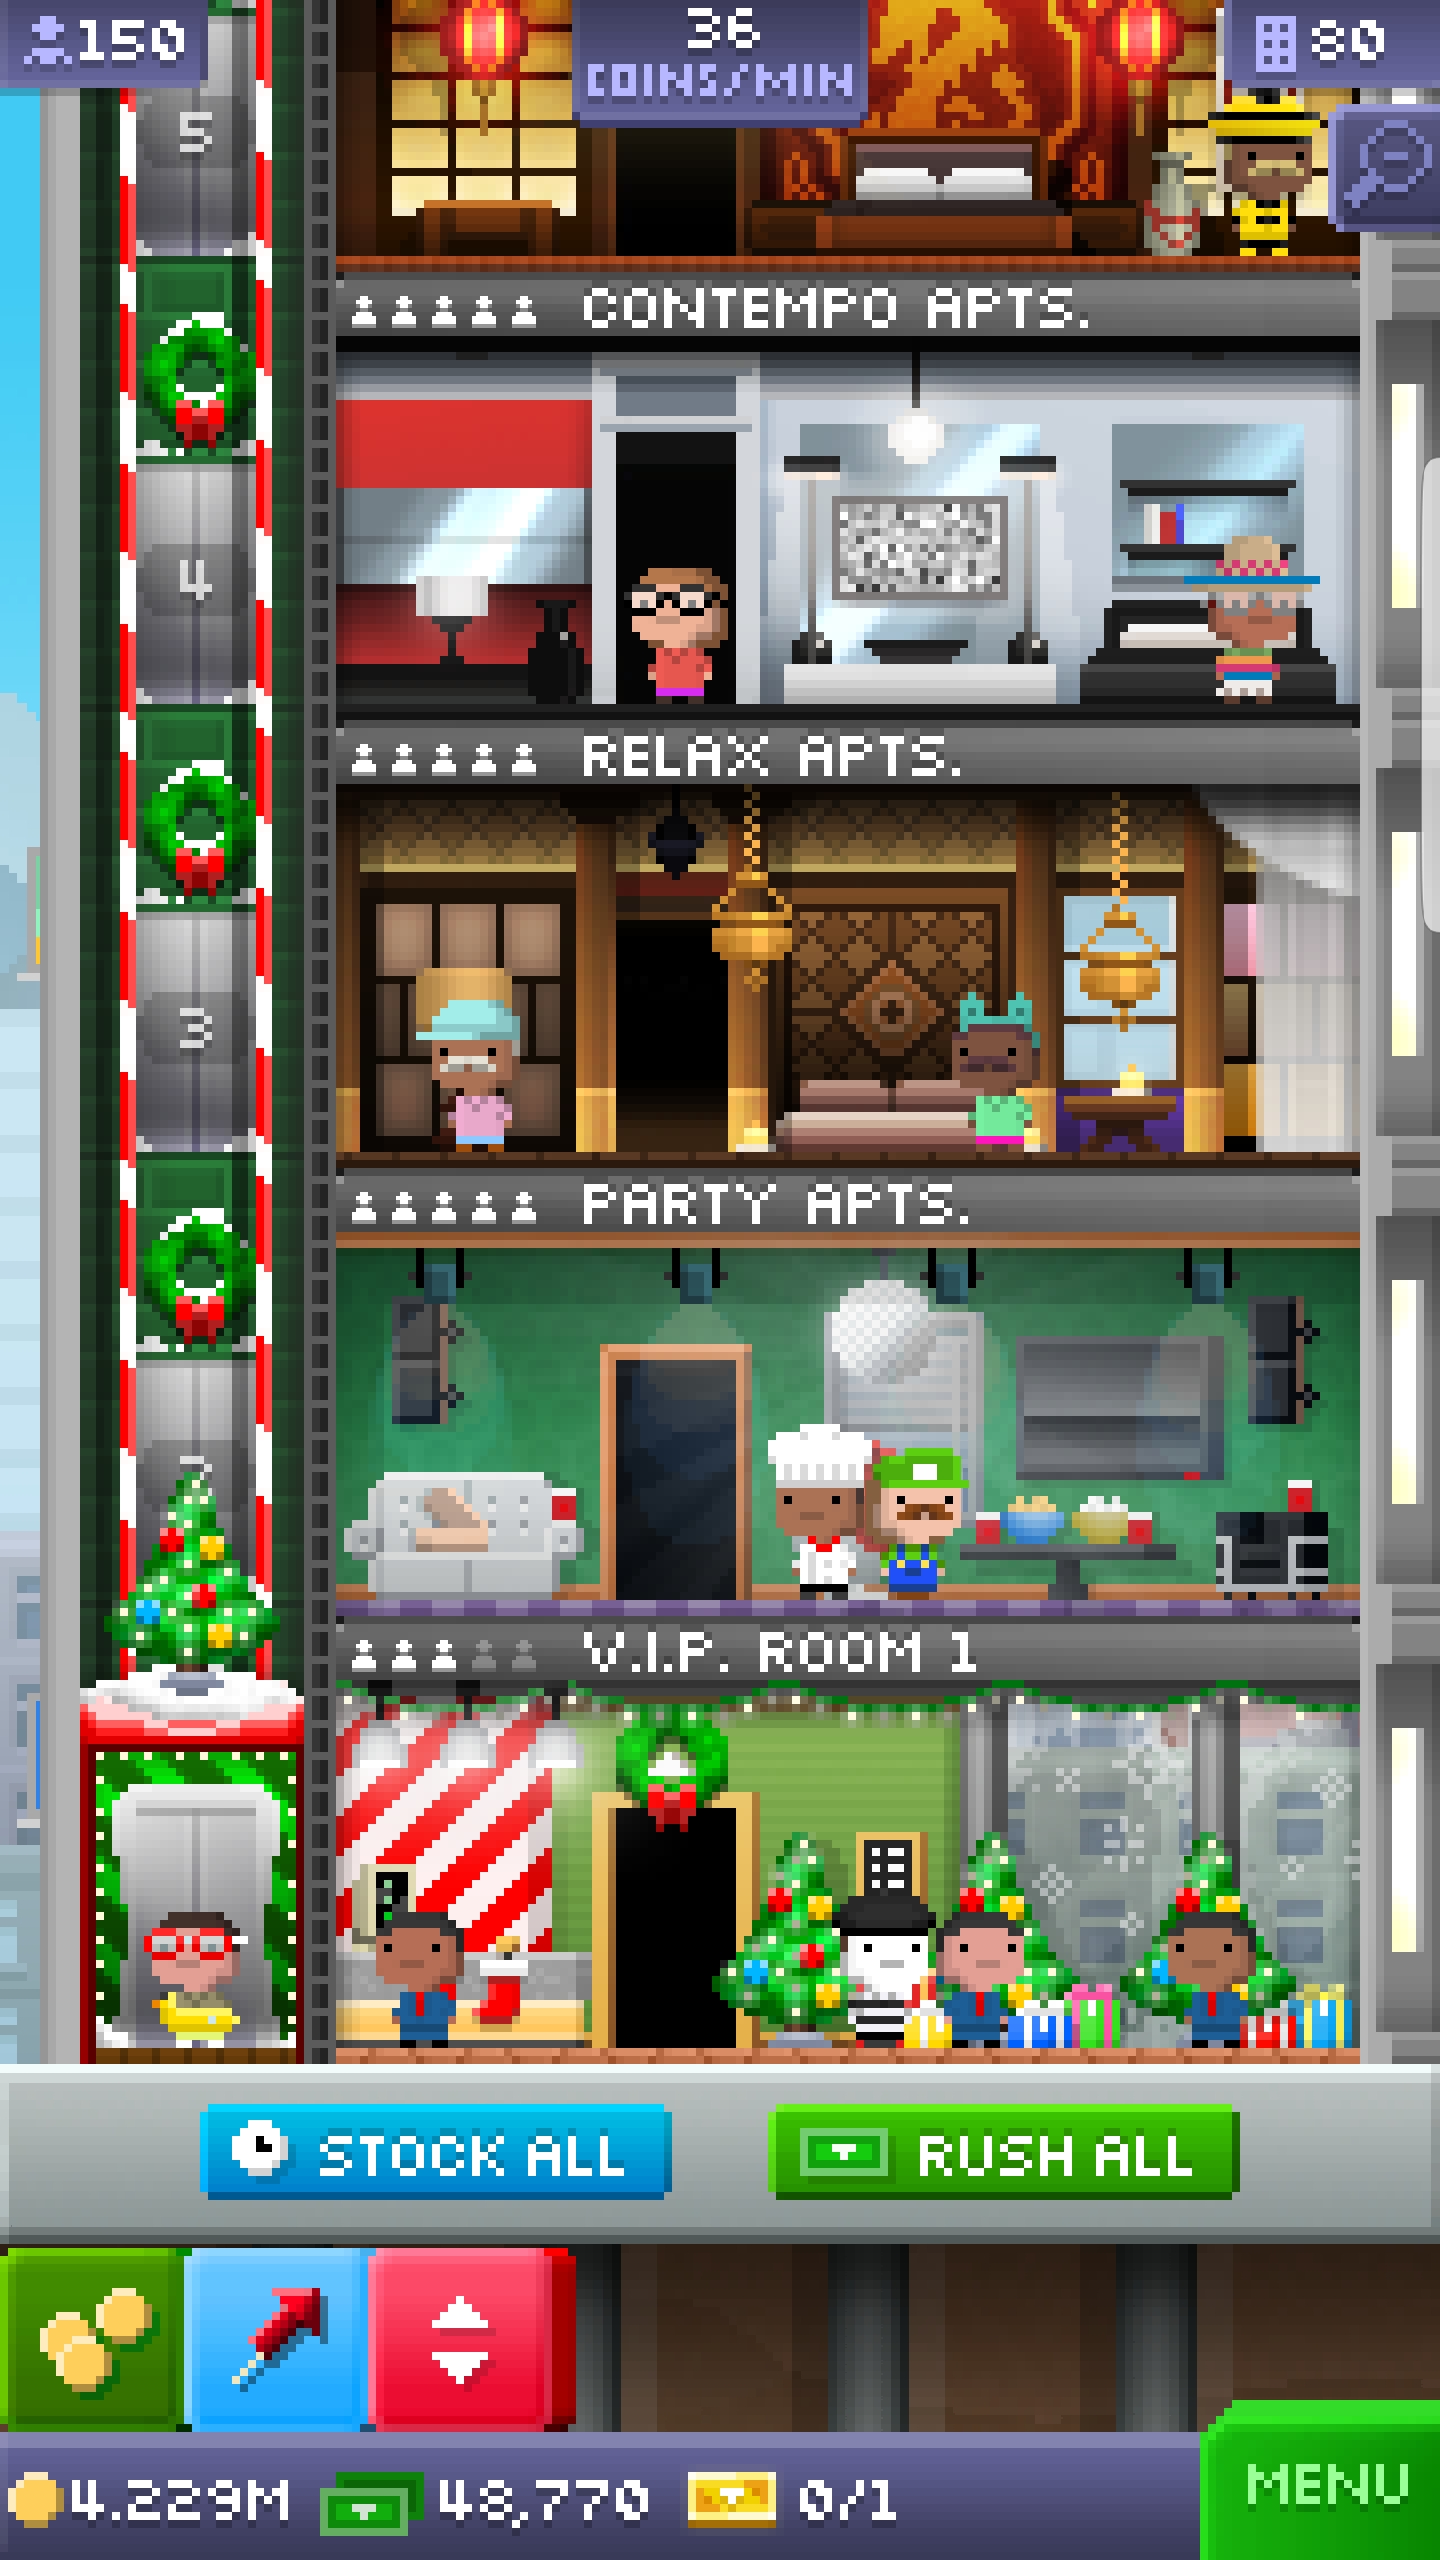 150
36
COINS/MIN
80
5
CONTEMPO APTS.
4
RELAX APTS.
3
PARTY APTS.
V.I.P. ROOM 1
STOCK ALL
RUSH ALL
4.229M
48,770
0/1
MENU